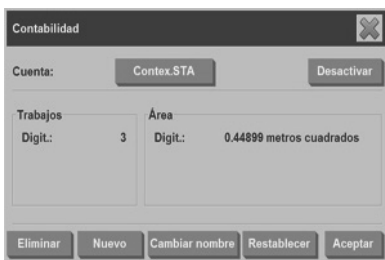 Contabilidad
Cuenta: Contex.STA Desactivar
Trabajos Área
Digit.: 3 Digit.: 0.44899 metros cuadrados
Eliminar Nuevo Cambiar nombre Restablecer Aceptar